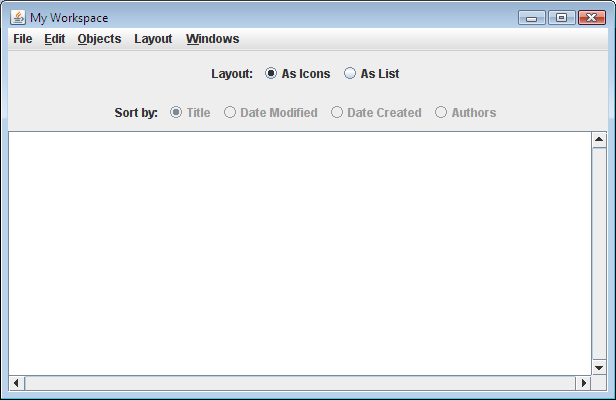 My Workspace
File Edit Objects Layout Windows
Layout: As Icons As List
Sort by: Title Date Modified Date Created Authors